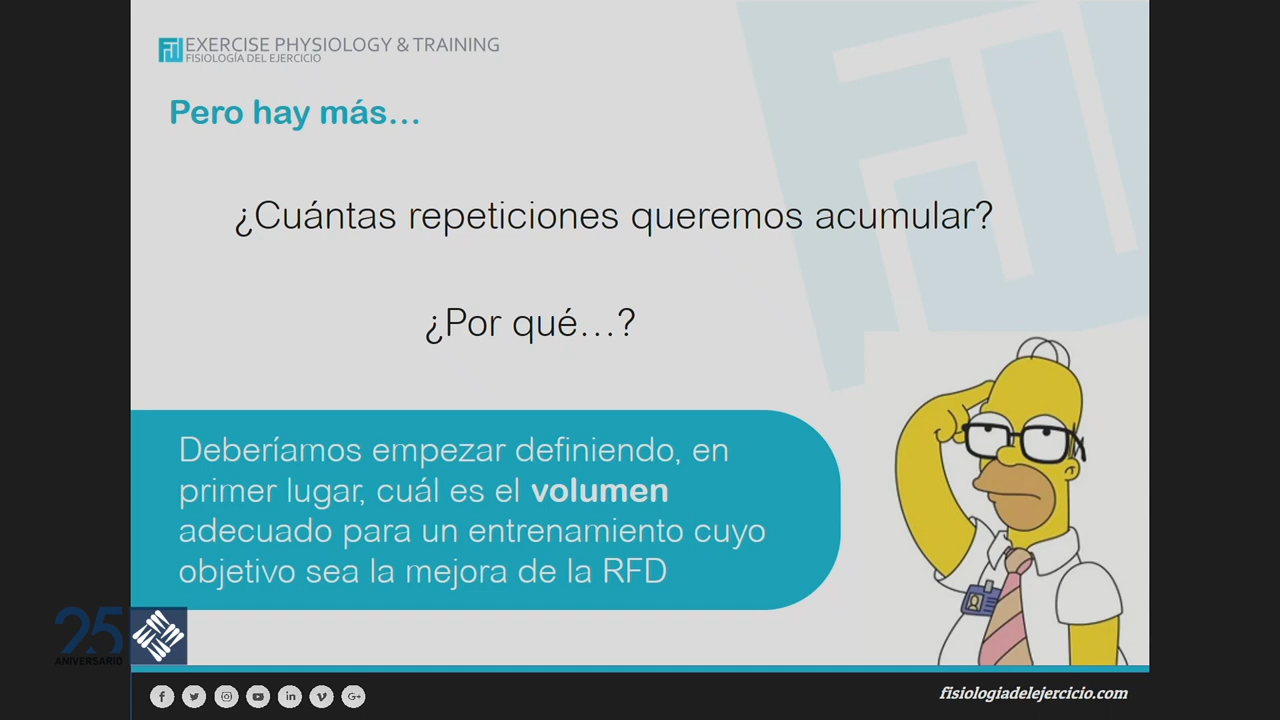 EXERCISE PHYSIOLOGY & TRAINING
FISIOLOGÍA DEL EJERCICIO
Pero hay más...
¿Cuántas repeticiones queremos acumular?
¿Por qué...?
Deberíamos empezar definiendo, en
primer lugar, cuál es el volumen
adecuado para un entrenamiento cuyo
objetivo sea la mejora de la RFD
25
ANIVERSARIO
fisiologiadelejercicio.com